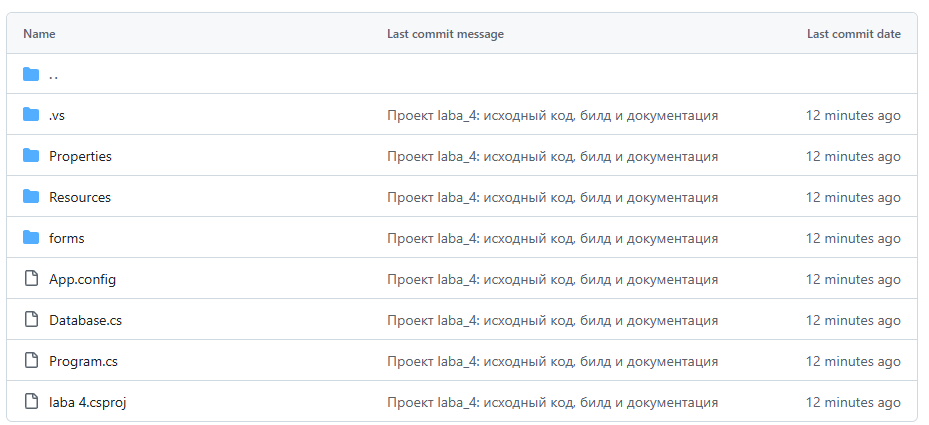 Name Last commit message Last commit date
..
.vs Проект laba_4: исходный код, билд и документация 12 minutes ago
Properties Проект laba_4: исходный код, билд и документация 12 minutes ago
Resources Проект laba_4: исходный код, билд и документация 12 minutes ago
forms Проект laba_4: исходный код, билд и документация 12 minutes ago
App.config Проект laba_4: исходный код, билд и документация 12 minutes ago
Database.cs Проект laba_4: исходный код, билд и документация 12 minutes ago
Program.cs Проект laba_4: исходный код, билд и документация 12 minutes ago
laba 4.csproj Проект laba_4: исходный код, билд и документация 12 minutes ago